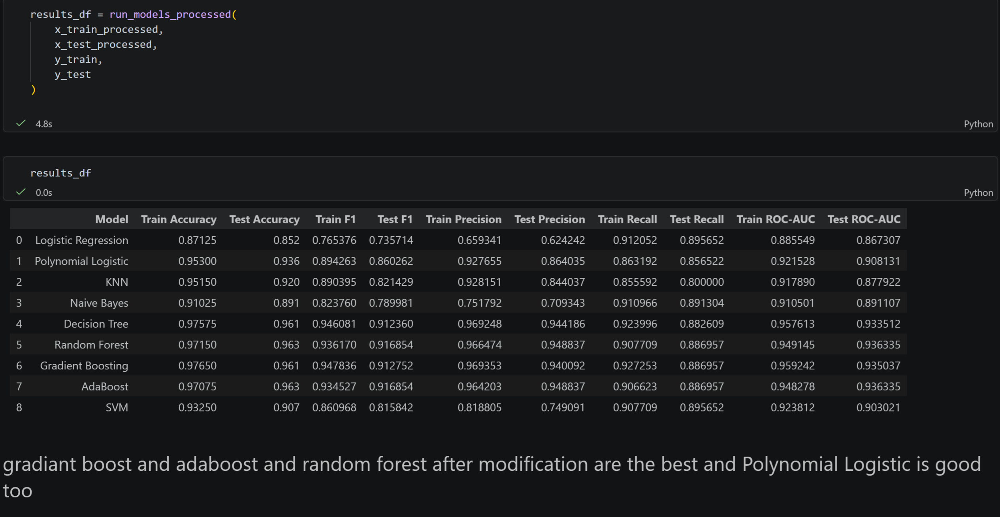 results_df = run_models_processed(
x_train_processed,
x_test_processed,
y_train,
y_test
)
4.8s Python
results_df
0.0s Python
Model Train Accuracy Test Accuracy Train F1 Test F1 Train Precision Test Precision Train Recall Test Recall Train ROC-AUC Test ROC-AUC
0 Logistic Regression 0.87125 0.852 0.765376 0.735714 0.659341 0.624242 0.912052 0.895652 0.885549 0.867307
1 Polynomial Logistic 0.95300 0.936 0.894263 0.860262 0.927655 0.864035 0.863192 0.856522 0.921528 0.908131
2 KNN 0.95150 0.920 0.890395 0.821429 0.928151 0.844037 0.855592 0.800000 0.917890 0.877922
3 Naive Bayes 0.91025 0.891 0.823760 0.789981 0.751792 0.709343 0.910966 0.891304 0.910501 0.891107
4 Decision Tree 0.97575 0.961 0.946081 0.912360 0.969248 0.944186 0.923996 0.882609 0.957613 0.933512
5 Random Forest 0.97150 0.963 0.936170 0.916854 0.966474 0.948837 0.907709 0.886957 0.949145 0.936335
6 Gradient Boosting 0.97650 0.961 0.947836 0.912752 0.969353 0.940092 0.927253 0.886957 0.959242 0.935037
7 AdaBoost 0.97075 0.963 0.934527 0.916854 0.964203 0.948837 0.906623 0.886957 0.948278 0.936335
8 SVM 0.93250 0.907 0.860968 0.815842 0.818805 0.749091 0.907709 0.895652 0.923812 0.903021
gradiant boost and adaboost and random forest after modification are the best and Polynomial Logistic is good
too